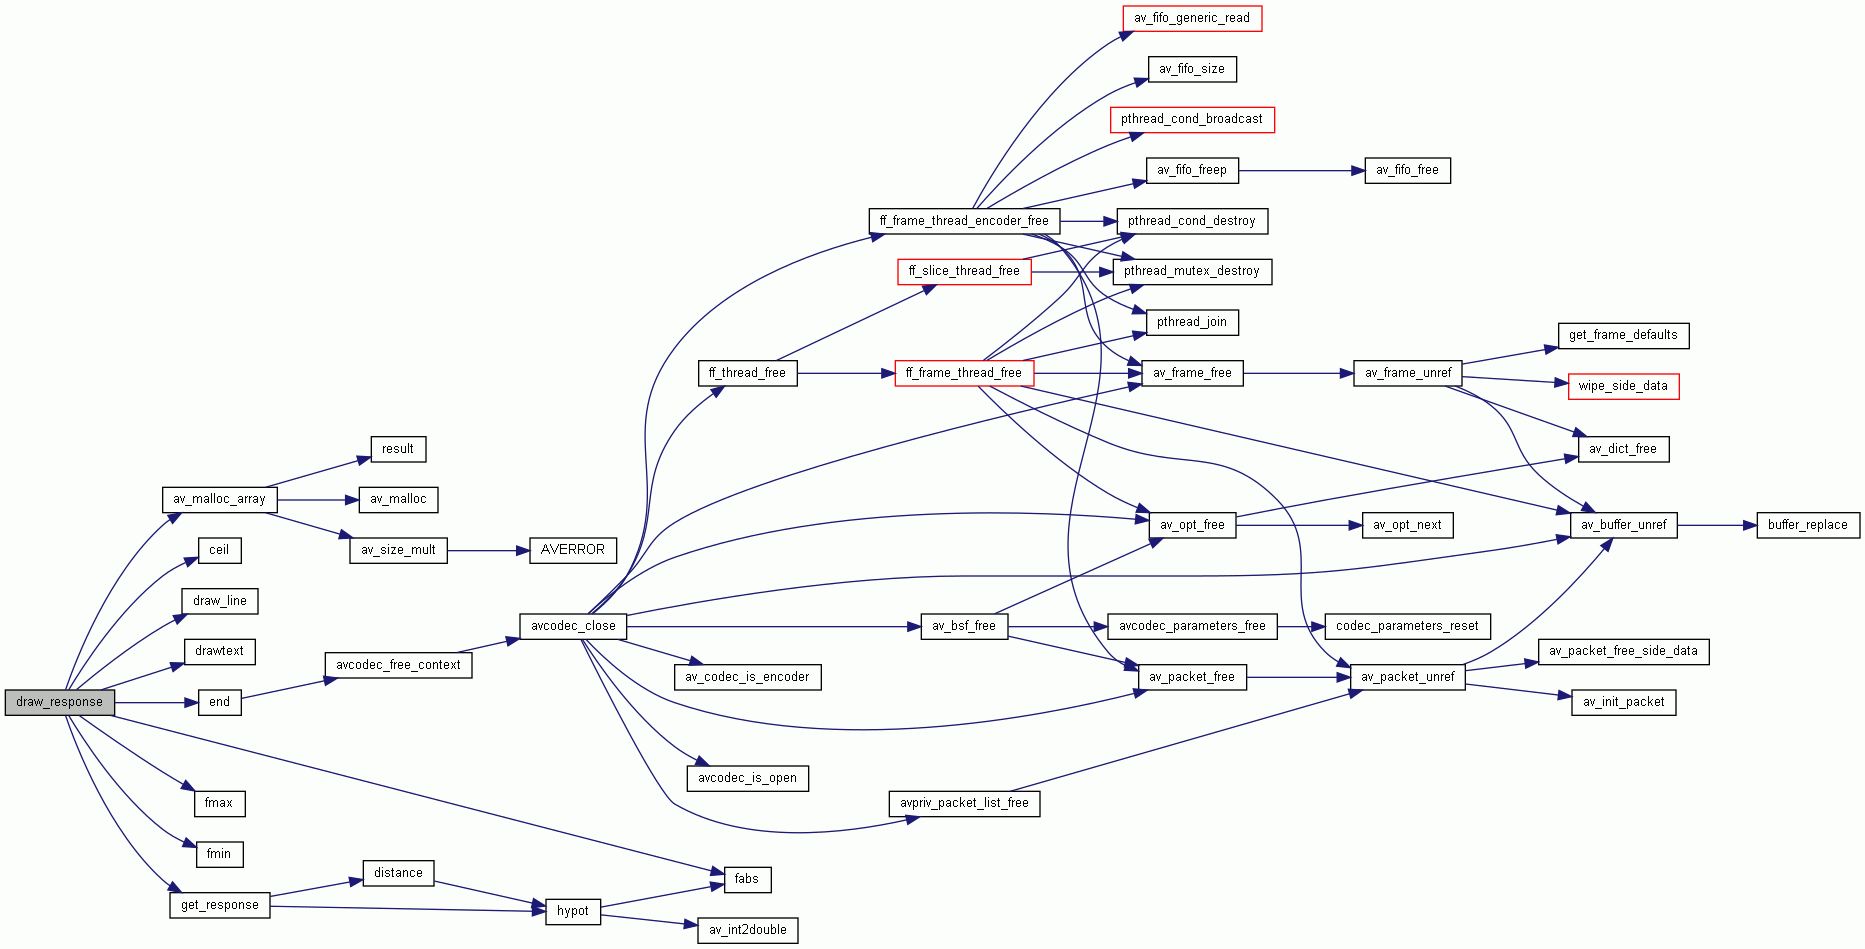 av_fifo_generic_read
av_fifo_size
pthread_cond_broadcast
av_fifo_freep
av_fifo_free
ff_frame_thread_encoder_free
pthread_cond_destroy
ff_slice_thread_free
pthread_mutex_destroy
pthread_join
get_frame_defaults
ff_thread_free
ff_frame_thread_free
av_frame_free
av_frame_unref
wipe_side_data
result
av_dict_free
av_malloc_array
av_malloc
av_opt_free
av_opt_next
av_buffer_unref
buffer_replace
ceil
av_size_mult
AVERROR
draw_line
avcodec_close
av_bsf_free
avcodec_parameters_free
codec_parameters_reset
drawtext
avcodec_free_context
av_packet_free_side_data
av_codec_is_encoder
av_packet_free
av_packet_unref
draw_response
end
av_init_packet
avcodec_is_open
fmax
avpriv_packet_list_free
fmin
distance
fabs
get_response
hypot
av_int2double